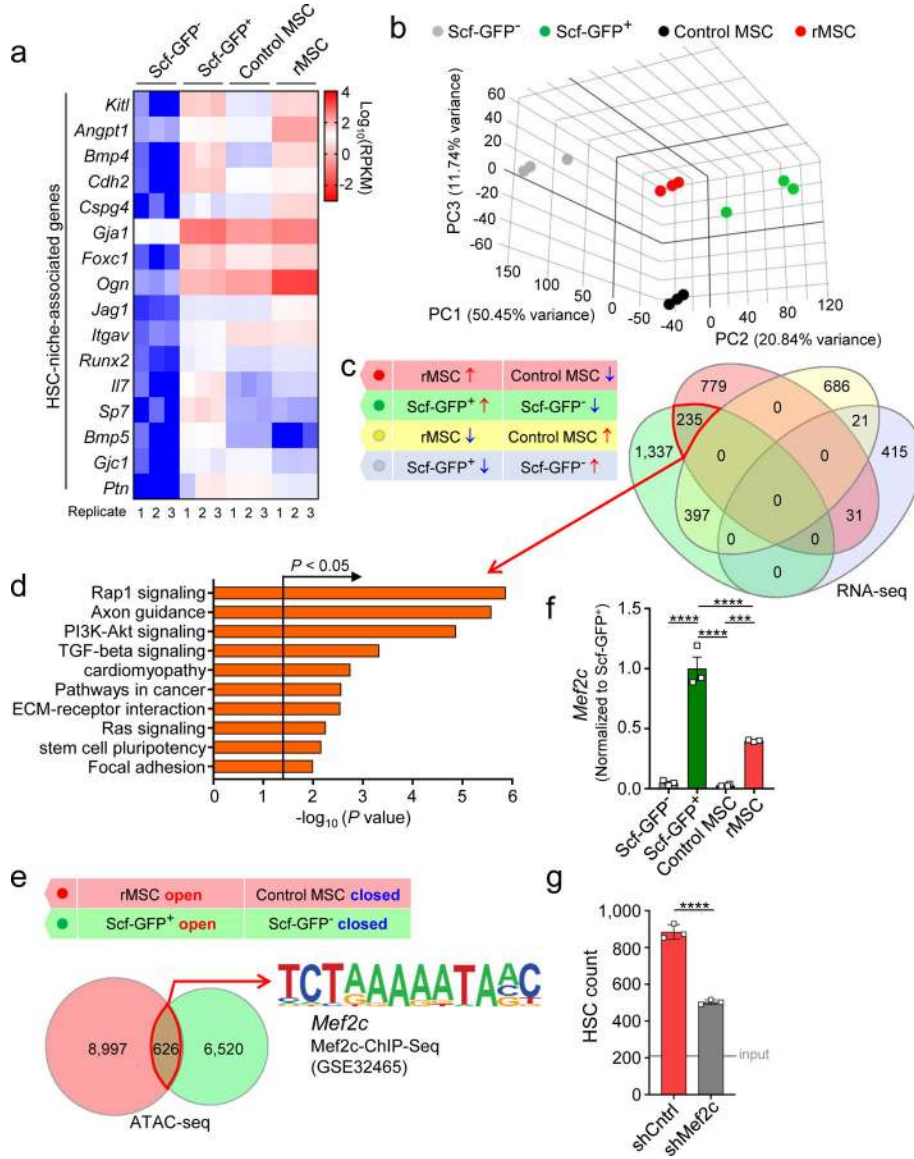 a
Scf-GFP⁻
Scf-GFP⁺
Control MSC
rMSC
HSC-niche-associated genes
Kitl
Angpt1
Bmp4
Cdh2
Cspg4
Gja1
Foxc1
Ogn
Jag1
Itgav
Runx2
Il7
Sp7
Bmp5
Gjc1
Ptn
Replicate 1 2 3 1 2 3 1 2 3 1 2 3
4
2
0
-2
Log₁₀(RPKM)
b
Scf-GFP⁻ Scf-GFP⁺ Control MSC rMSC
PC3 (11.74% variance)
60
40
20
0
-20
-40
-60
150
100
50
0
-50
PC1 (50.45% variance)
-40
0
40
80
120
PC2 (20.84% variance)
c
rMSC ↑ Control MSC ↓
Scf-GFP⁺ ↑ Scf-GFP⁻ ↓
rMSC ↓ Control MSC ↑
Scf-GFP⁺ ↓ Scf-GFP⁻ ↑
779 686
235 0 21
1,337 0 0 415
397 0 31
0 0
0
RNA-seq
d
P < 0.05
Rap1 signaling
Axon guidance
PI3K-Akt signaling
TGF-beta signaling
cardiomyopathy
Pathways in cancer
ECM-receptor interaction
Ras signaling
stem cell pluripotency
Focal adhesion
0 1 2 3 4 5 6
-log₁₀ (P value)
f
Mef2c
(Normalized to Scf-GFP⁺)
1.5
1.0
0.5
0.0
****
**** ***
****
Scf-GFP⁻
Scf-GFP⁺
Control MSC
rMSC
e
rMSC open Control MSC closed
Scf-GFP⁺ open Scf-GFP⁻ closed
8,997 626 6,520
ATAC-seq
TCTAAAAATAAC
Mef2c
Mef2c-ChIP-Seq
(GSE32465)
g
HSC count
1,000
800
600
400
200
0
****
input
shCntrl
shMef2c